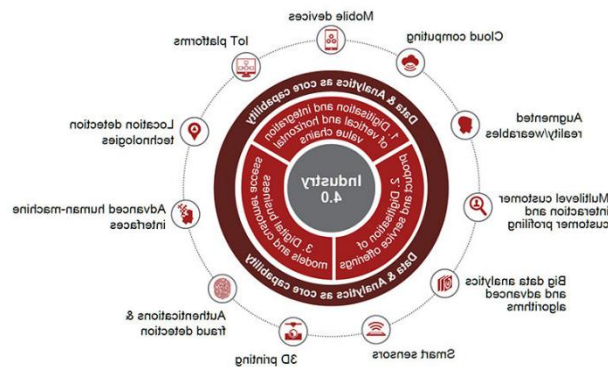 Mobile devices
Cloud computing
IoT platforms
Augmented
reality/wearables
Location detection
technologies
Multilevel customer
interaction and
customer profiling
Advanced human-machine
interfaces
Big data analytics
and advanced
algorithms
Authentications &
fraud detection
Smart sensors
3D printing
Data & Analytics as core capability
1. Digitisation and integration
of vertical and horizontal
value chains
2. Digitisation of
product and service offerings
3. Digital business
models and customer access
Industry
4.0
Data & Analytics as core capability